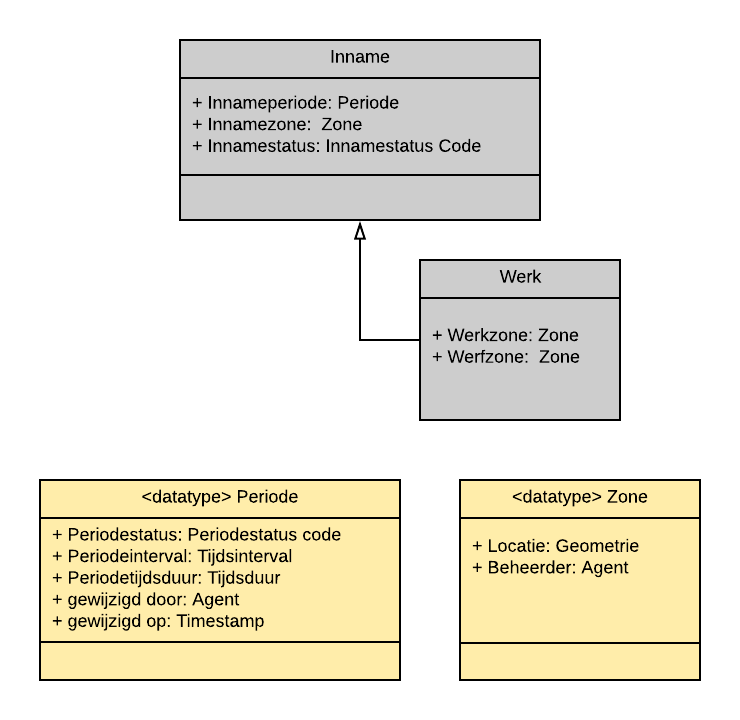 Inname
+ Innameperiode: Periode
+ Innamezone:  Zone
+ Innamestatus: Innamestatus Code
Werk
+ Werkzone: Zone
+ Werfzone:  Zone
<datatype> Periode
+ Periodestatus: Periodestatus code
+ Periodeinterval: Tijdsinterval
+ Periodetijdsduur: Tijdsduur
+ gewijzigd door: Agent
+ gewijzigd op: Timestamp
<datatype> Zone
+ Locatie: Geometrie
+ Beheerder: Agent